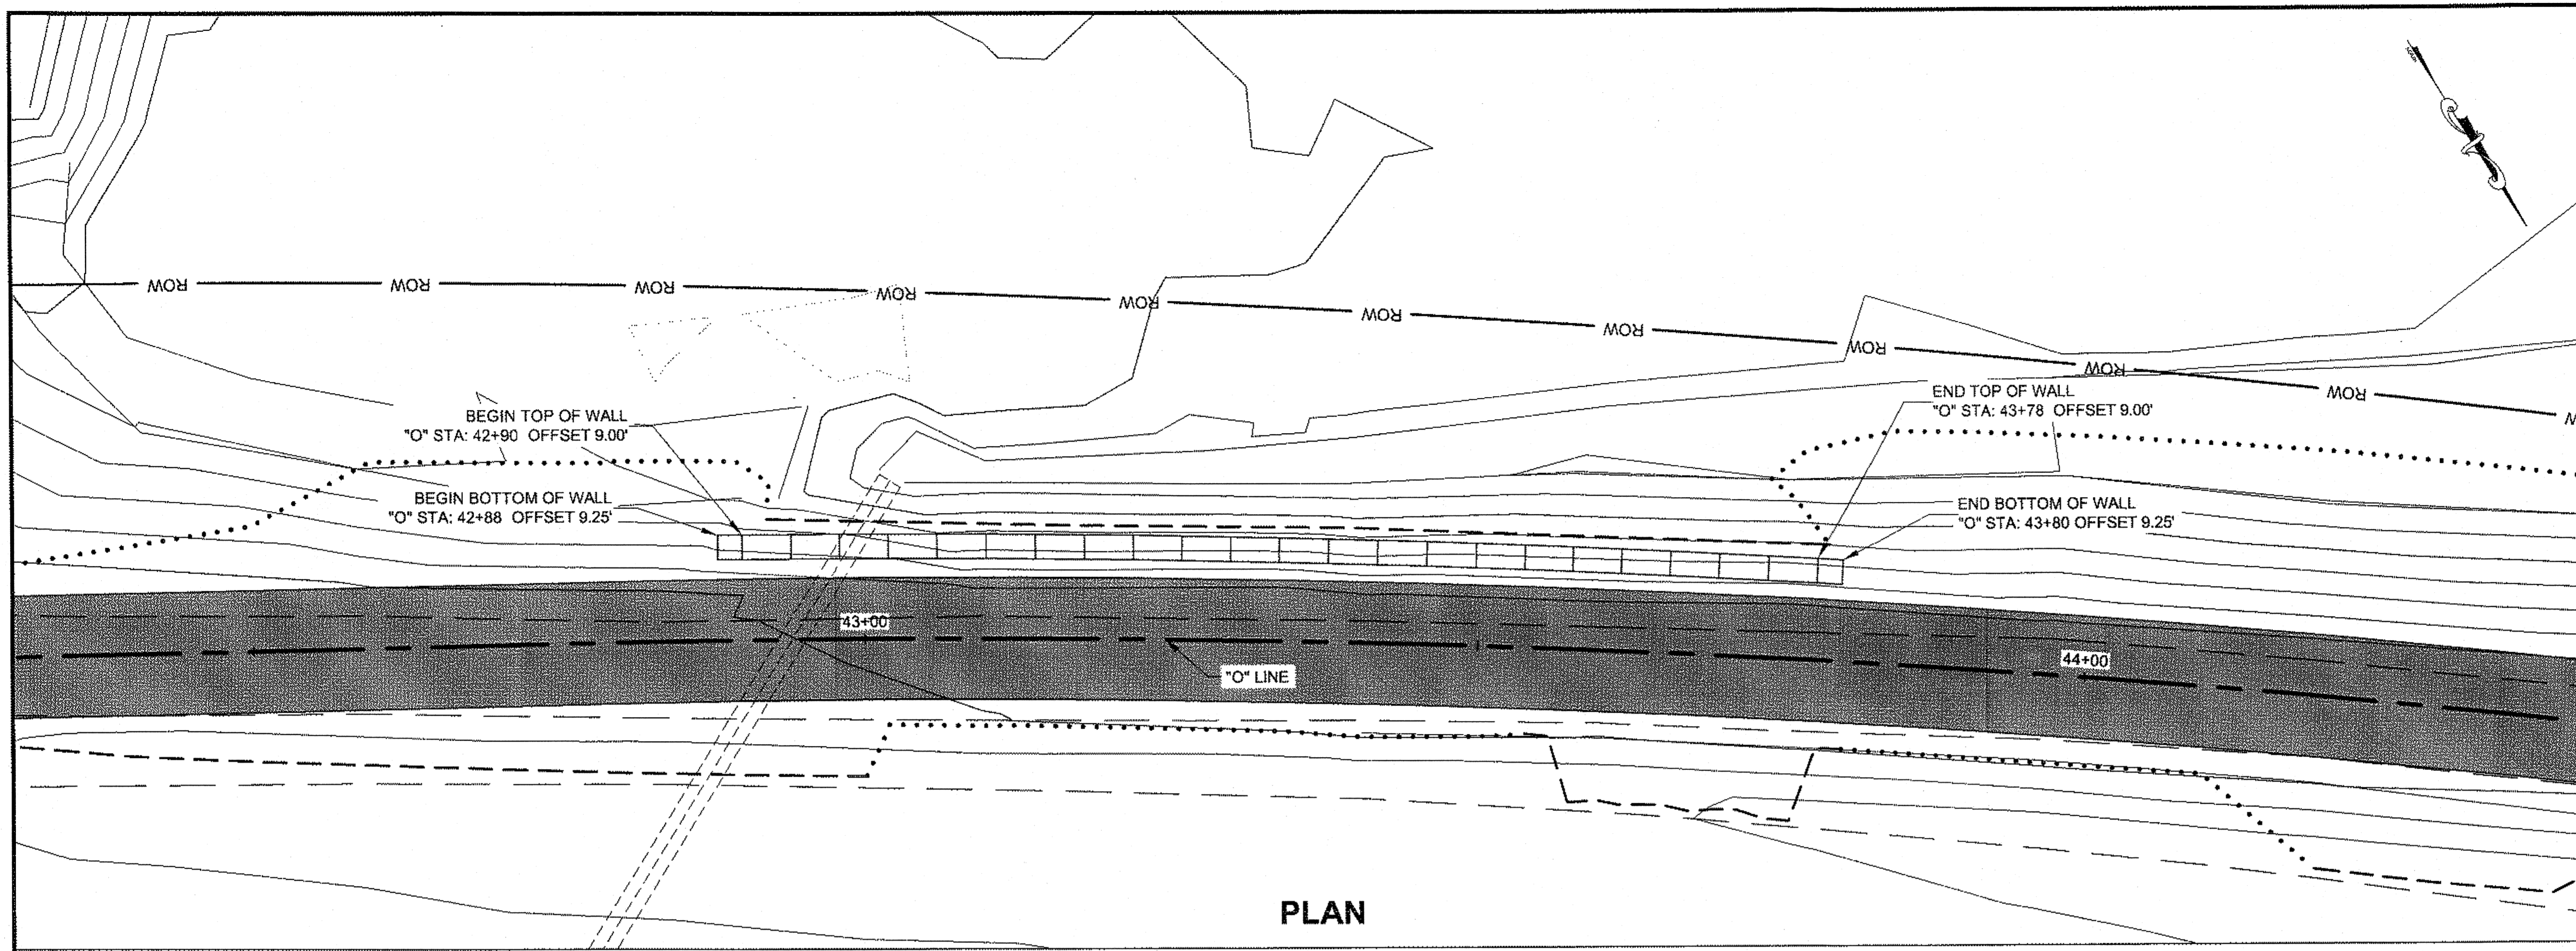 ROW ROW ROW ROW ROW ROW ROW ROW ROW ROW
BEGIN TOP OF WALL
"O" STA: 42+90 OFFSET 9.00'
END TOP OF WALL
"O" STA: 43+78 OFFSET 9.00'
BEGIN BOTTOM OF WALL
"O" STA: 42+88 OFFSET 9.25'
END BOTTOM OF WALL
"O" STA: 43+80 OFFSET 9.25'
43+00
44+00
"O" LINE
PLAN